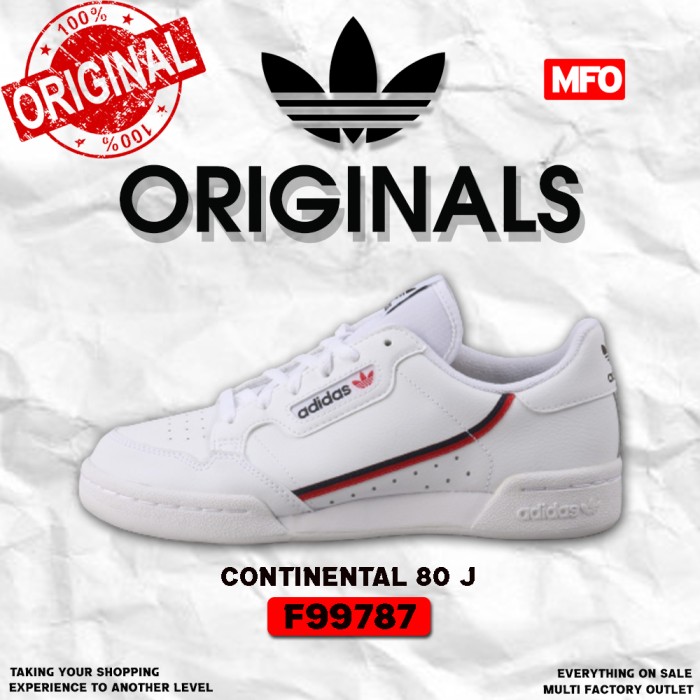 100%
ORIGINAL
100%
MFO
ORIGINALS
adidas
adidas
CONTINENTAL 80 J
F99787
TAKING YOUR SHOPPING
EXPERIENCE TO ANOTHER LEVEL
EVERYTHING ON SALE
MULTI FACTORY OUTLET